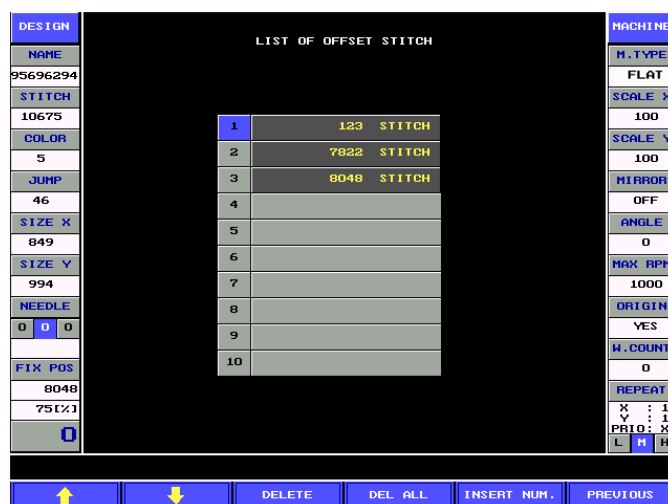 DESIGN
NAME
95696294
STITCH
10675
COLOR
5
JUMP
46
SIZE X
849
SIZE Y
994
NEEDLE
0 0 0
FIX POS
8048
75[%]
0
LIST OF OFFSET STITCH
1 123 STITCH
2 7822 STITCH
3 8048 STITCH
4
5
6
7
8
9
10
MACHINE
M.TYPE
FLAT
SCALE X
100
SCALE Y
100
MIRROR
OFF
ANGLE
0
MAX RPM
1000
ORIGIN
YES
W.COUNT
0
REPEAT
X : 1
Y : 1
PRIO: X
L M H
DELETE DEL ALL INSERT NUM. PREVIOUS